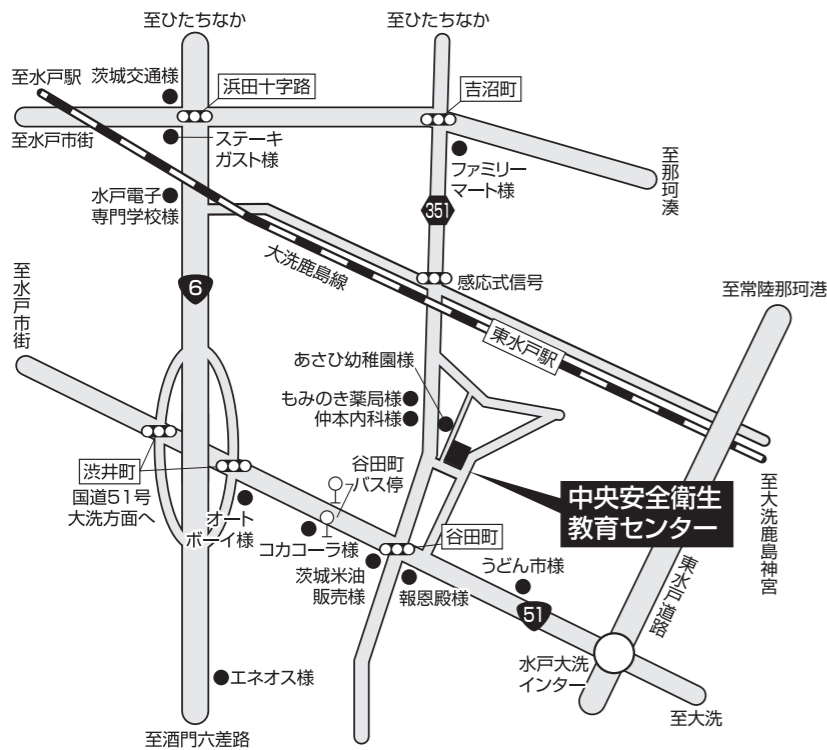 至ひたちなか
至ひたちなか
至水戸駅
茨城交通様
浜田十字路
吉沼町
至水戸市街
ステーキ
ガスト様
ファミリー
マート様
至那珂湊
水戸電子
専門学校様
351
大洗鹿島線
感応式信号
至水戸市街
6
至常陸那珂港
東水戸駅
あさひ幼稚園様
もみのき薬局様
仲本内科様
渋井町
国道51号
大洗方面へ
谷田町
バス停
オート
ボーイ様
コカコーラ様
谷田町
中央安全衛生
教育センター
至大洗鹿島神宮
茨城米油
販売様
報恩殿様
うどん市様
東水戸道路
51
水戸大洗
インター
エネオス様
至大洗
至酒門六差路